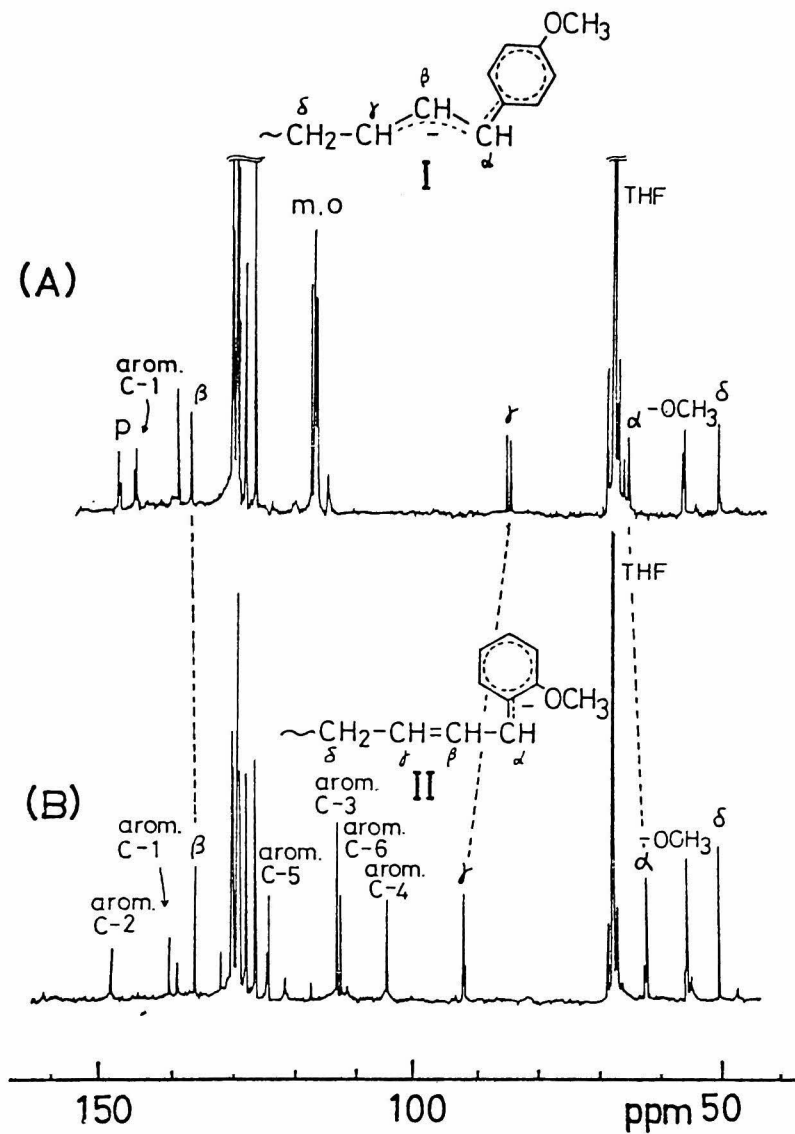 OCH₃
β
δ γ CH
~CH₂-CH - CH
α
I
THF
m,o
(A)
arom.
C-1
β
p
γ
α -OCH₃ δ
THF
-OCH₃
~CH₂-CH=CH-CH
δ γ β α
II
(B)
arom.
C-3
arom.
C-6
arom.
C-1
β
arom.
C-5
arom.
C-4
γ
α -OCH₃ δ
arom.
C-2
150 100 ppm 50